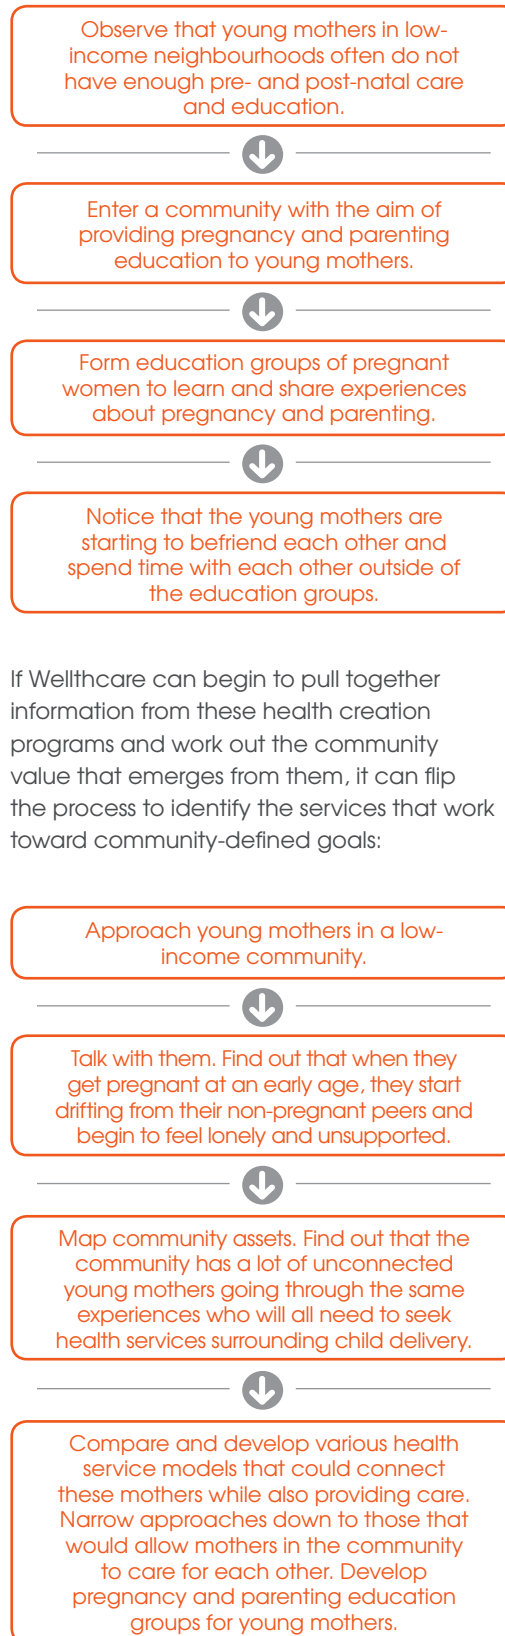 Observe that young mothers in low-
income neighbourhoods often do not
have enough pre- and post-natal care
and education.
Enter a community with the aim of
providing pregnancy and parenting
education to young mothers.
Form education groups of pregnant
women to learn and share experiences
about pregnancy and parenting.
Notice that the young mothers are
starting to befriend each other and
spend time with each other outside of
the education groups.
If Wellthcare can begin to pull together
information from these health creation
programs and work out the community
value that emerges from them, it can flip
the process to identify the services that work
toward community-defined goals:
Approach young mothers in a low-
income community.
Talk with them. Find out that when they
get pregnant at an early age, they start
drifting from their non-pregnant peers and
begin to feel lonely and unsupported.
Map community assets. Find out that the
community has a lot of unconnected
young mothers going through the same
experiences who will all need to seek
health services surrounding child delivery.
Compare and develop various health
service models that could connect
these mothers while also providing care.
Narrow approaches down to those that
would allow mothers in the community
to care for each other. Develop
pregnancy and parenting education
groups for young mothers.